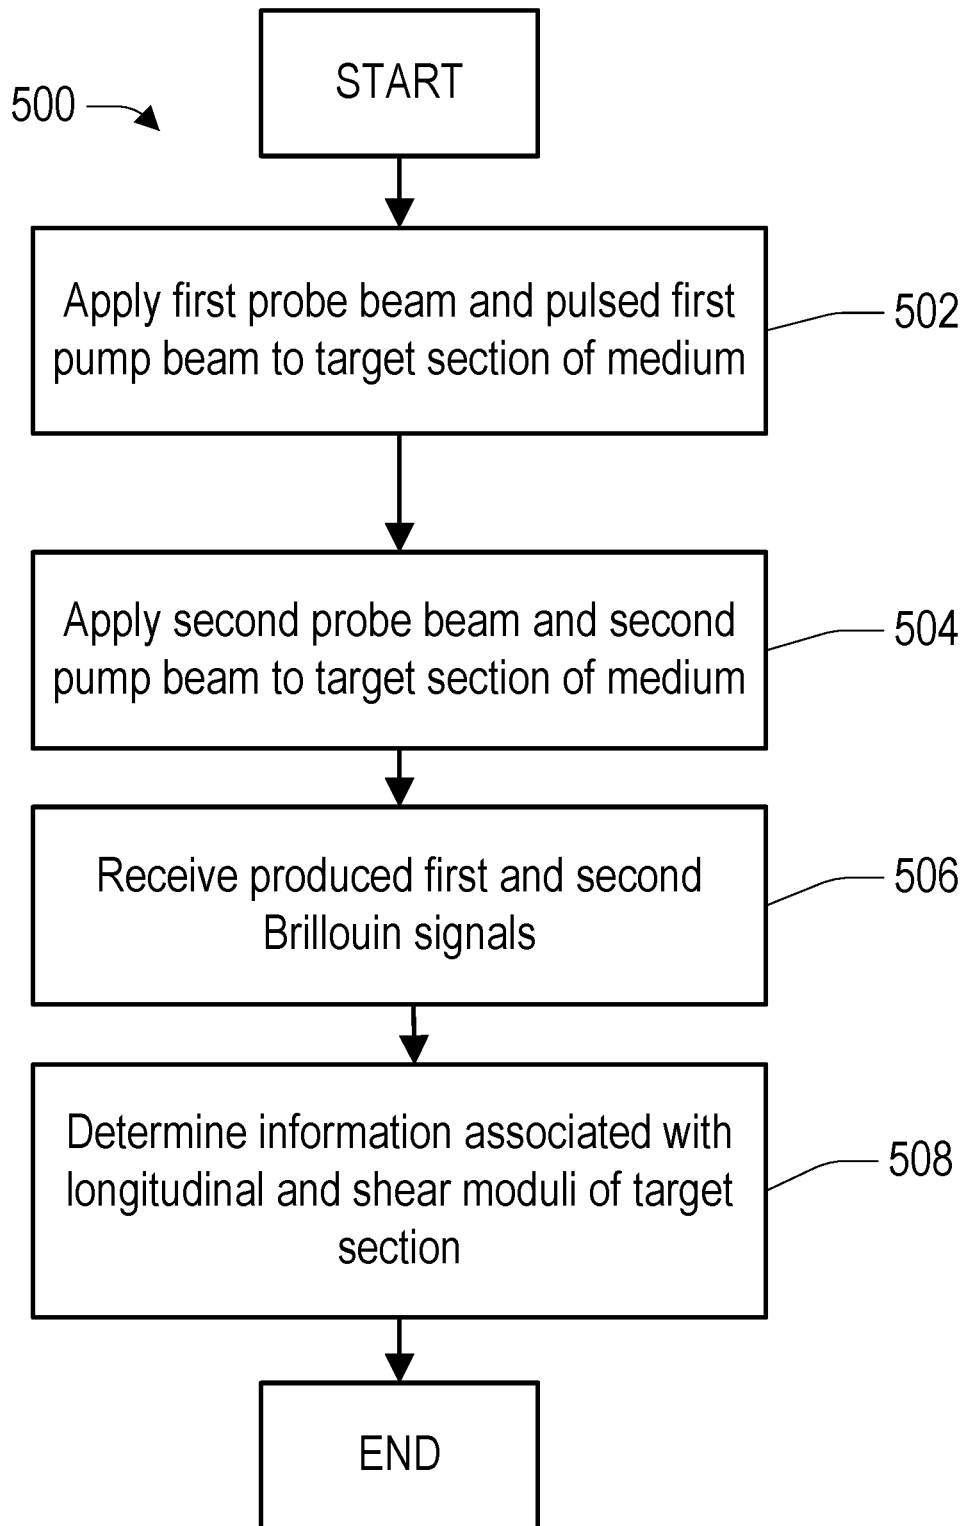 START
500
Apply first probe beam and pulsed first
pump beam to target section of medium
502
Apply second probe beam and second
pump beam to target section of medium
504
Receive produced first and second
Brillouin signals
506
Determine information associated with
longitudinal and shear moduli of target
section
508
END